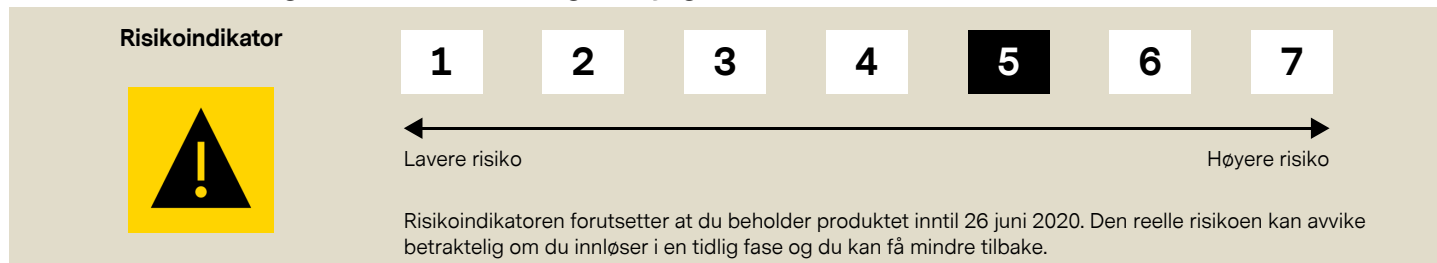 Risikoindikator
1 2 3 4 5 6 7
Lavere risiko Høyere risiko
Risikoindikatoren forutsetter at du beholder produktet inntil 26 juni 2020. Den reelle risikoen kan avvike
betraktelig om du innløser i en tidlig fase og du kan få mindre tilbake.